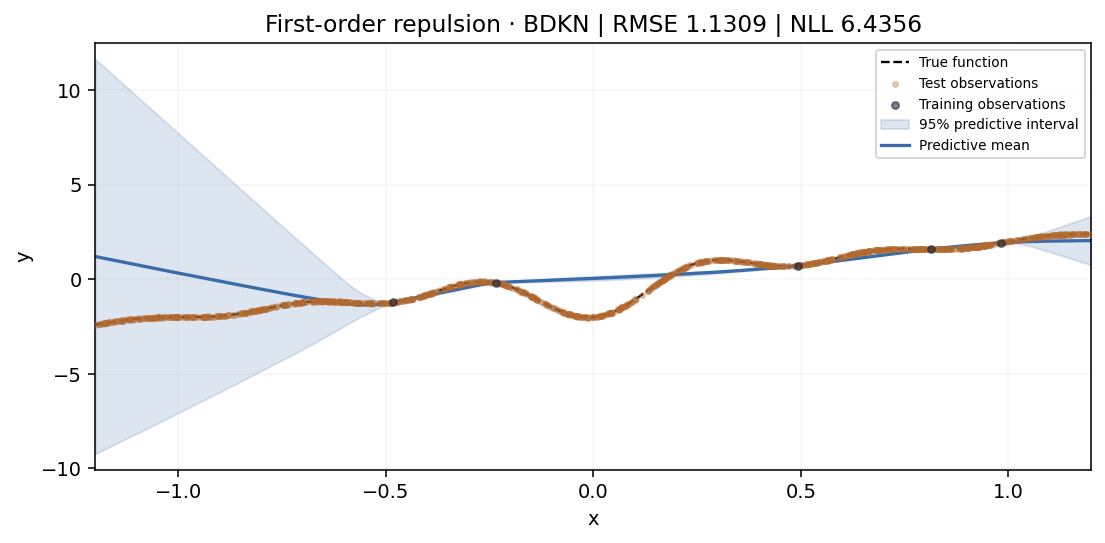 First-order repulsion · BDKN | RMSE 1.1309 | NLL 6.4356
True function
Test observations
Training observations
95% predictive interval
Predictive mean
y
10
5
0
−5
−10
−1.0
−0.5
0.0
0.5
1.0
x